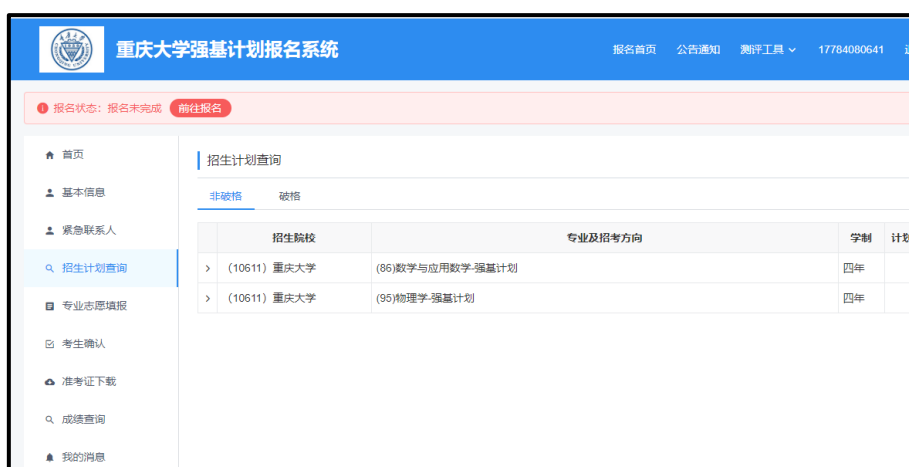 重庆大学强基计划报名系统
报名首页 公告通知 测评工具 17784080641
报名状态：报名未完成 前往报名
首页
基本信息
紧急联系人
招生计划查询
专业志愿填报
考生确认
准考证下载
成绩查询
我的消息
招生计划查询
非破格 破格
招生院校 专业及招考方向 学制 计划
（10611）重庆大学 (86)数学与应用数学-强基计划 四年
（10611）重庆大学 (95)物理学-强基计划 四年